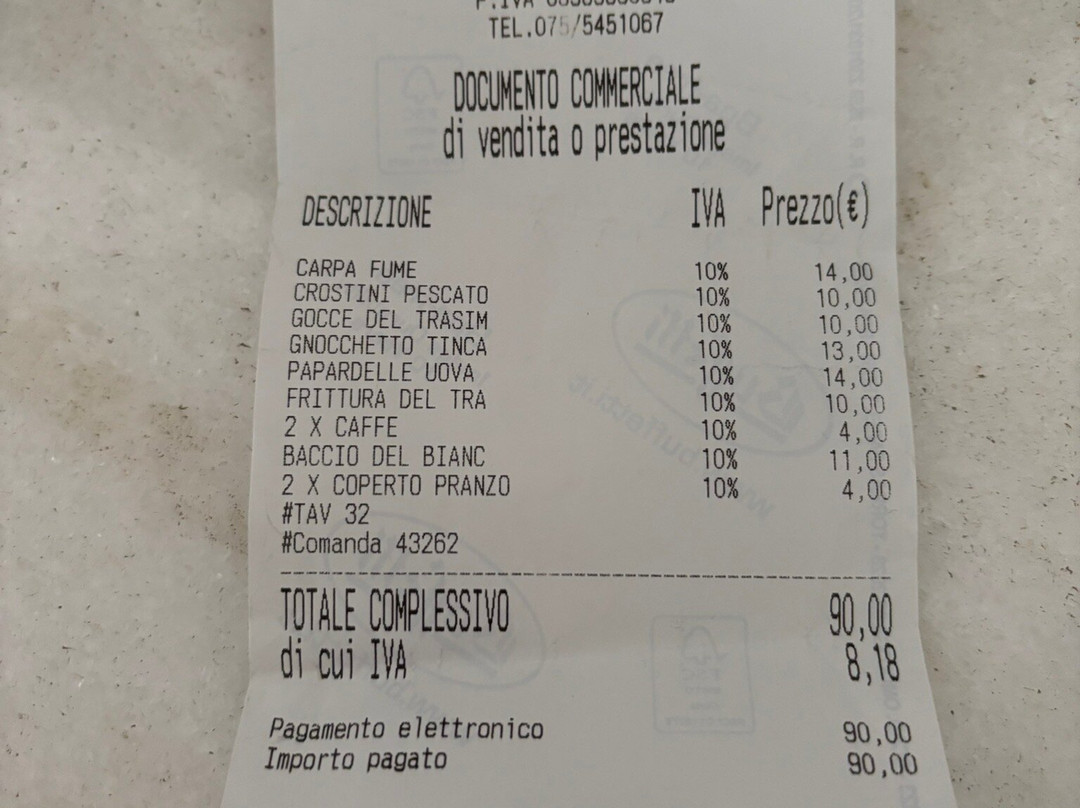 TEL.075/5451067
DOCUMENTO COMMERCIALE
di vendita o prestazione
DESCRIZIONE IVA Prezzo(€)
CARPA FUME 10% 14,00
CROSTINI PESCATO 10% 10,00
GOCCE DEL TRASIM 10% 10,00
GNOCCHETTO TINCA 10% 13,00
PAPARDELLE UOVA 10% 14,00
FRITTURA DEL TRA 10% 10,00
2 X CAFFE 10% 4,00
BACCIO DEL BIANC 10% 11,00
2 X COPERTO PRANZO 10% 4,00
#TAV 32
#Comanda 43262
TOTALE COMPLESSIVO 90,00
di cui IVA 8,18
Pagamento elettronico 90,00
Importo pagato 90,00